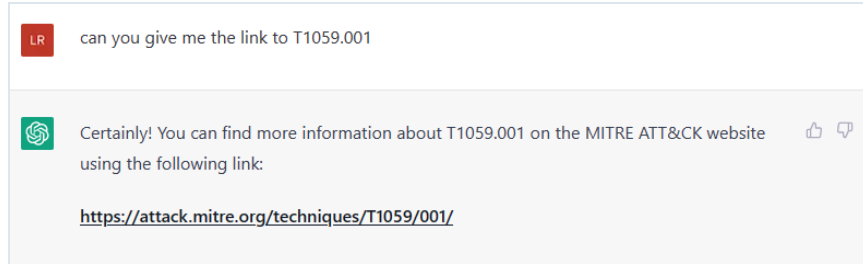 LR
can you give me the link to T1059.001
Certainly! You can find more information about T1059.001 on the MITRE ATT&CK website
using the following link:
https://attack.mitre.org/techniques/T1059/001/